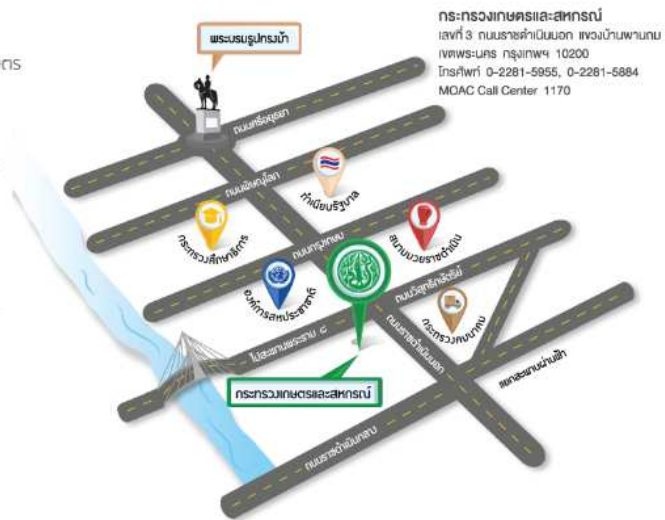 กระทรวงเกษตรและสหกรณ์
เลขที่ 3 ถนนราชดำเนินนอก แขวงบ้านพานถม
เขตพระนคร กรุงเทพฯ 10200
โทรศัพท์ 0-2281-5955, 0-2281-5884
MOAC Call Center 1170
พระบรมรูปทรงม้า
ถนนศรีอยุธยา
ถนนพิษณุโลก
ทำเนียบรัฐบาล
กระทรวงศึกษาธิการ
ถนนกรุงเกษม
สนามมวยราชดำเนิน
องค์การสหประชาชาติ
ถนนวิสุทธิกษัตริย์
กระทรวงคมนาคม
ไปสะพานพระราม ๘
ถนนราชดำเนินนอก
แยกสะพานผ่านฟ้า
กระทรวงเกษตรและสหกรณ์
ถนนราชดำเนินกลาง